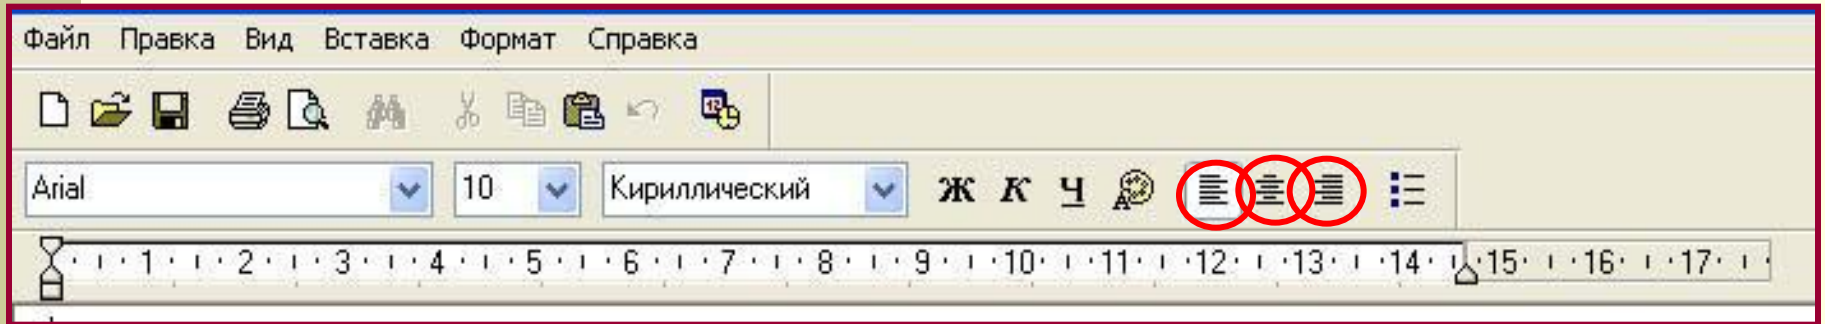 Файл Правка Вид Вставка Формат Справка
12
Arial 10 Кириллический Ж К Ч A
1 2 3 4 5 6 7 8 9 10 11 12 13 14 15 16 17